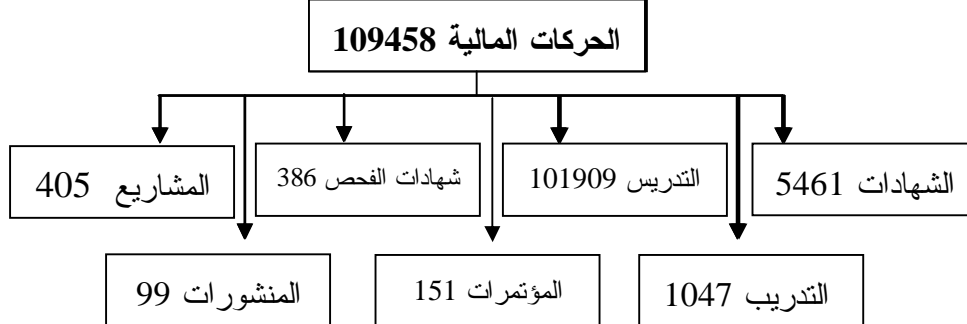 الحركات المالية 109458
الشهادات 5461
التدريس 101909
شهادات الفحص 386
المشاريع 405
التدريب 1047
المؤتمرات 151
المنشورات 99